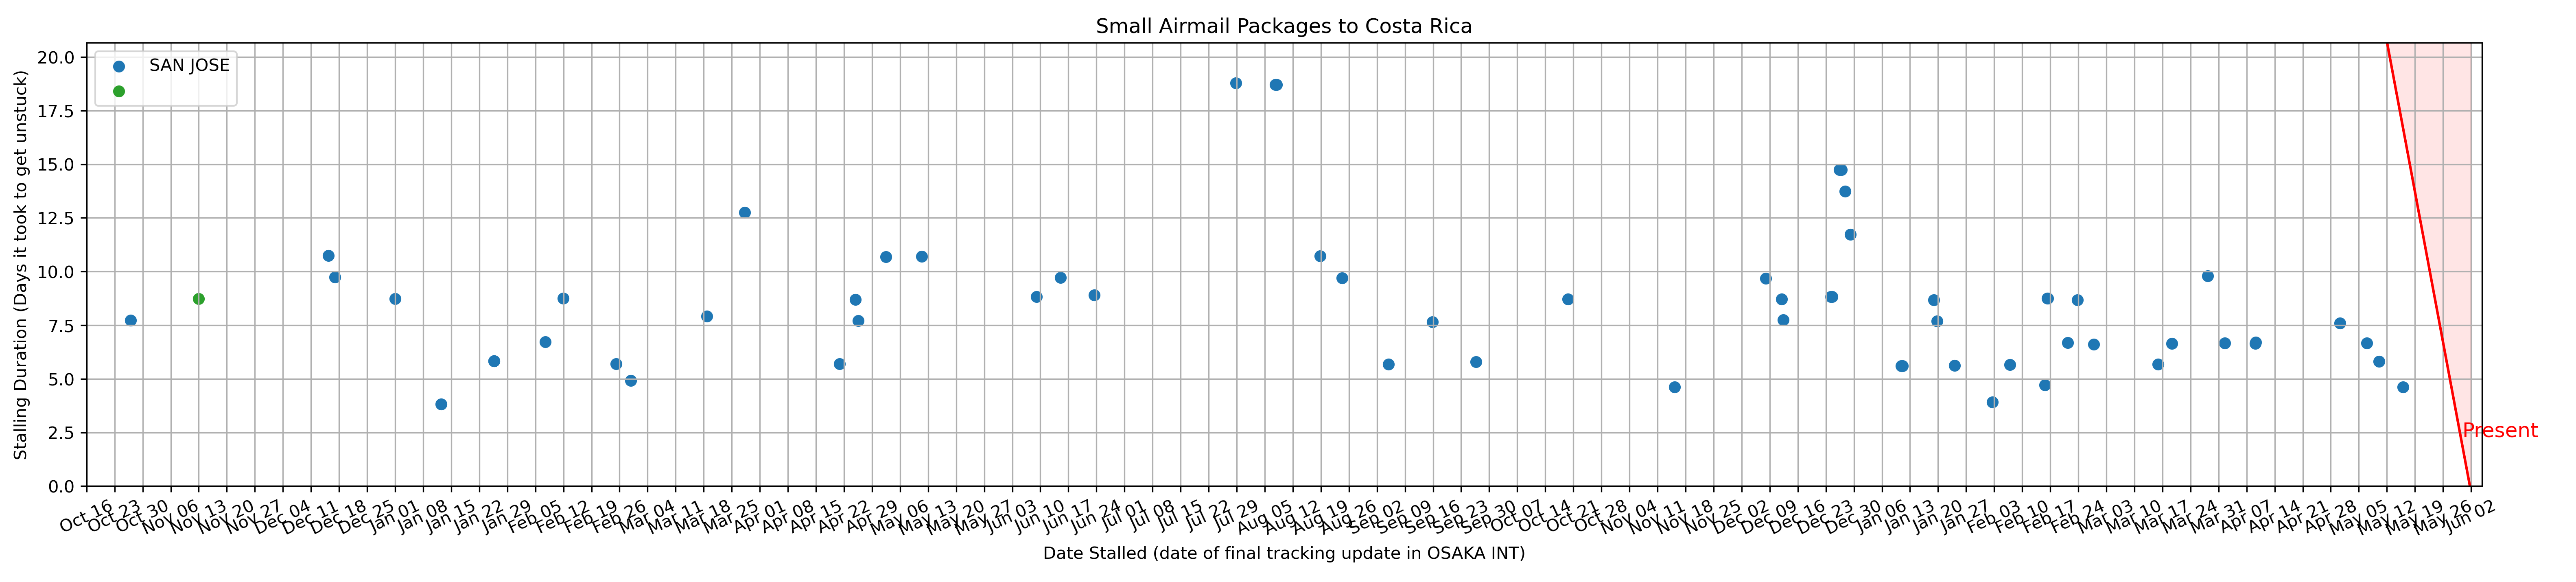 Small Airmail Packages to Costa Rica
SAN JOSE
Stalling Duration (Days it took to get unstuck)
20.0
17.5
15.0
12.5
10.0
7.5
5.0
2.5
0.0
Present
Oct 16
Oct 23
Oct 30
Nov 06
Nov 13
Nov 20
Nov 27
Dec 04
Dec 11
Dec 18
Dec 25
Jan 01
Jan 08
Jan 15
Jan 22
Jan 29
Feb 05
Feb 12
Feb 19
Feb 26
Mar 04
Mar 11
Mar 18
Mar 25
Apr 01
Apr 08
Apr 15
Apr 22
Apr 29
May 06
May 13
May 20
May 27
Jun 03
Jun 10
Jun 17
Jun 24
Jul 01
Jul 08
Jul 15
Jul 22
Jul 29
Aug 05
Aug 12
Aug 19
Aug 26
Sep 02
Sep 09
Sep 16
Sep 23
Sep 30
Oct 07
Oct 14
Oct 21
Oct 28
Nov 04
Nov 11
Nov 18
Nov 25
Dec 02
Dec 09
Dec 16
Dec 23
Dec 30
Jan 06
Jan 13
Jan 20
Jan 27
Feb 03
Feb 10
Feb 17
Feb 24
Mar 03
Mar 10
Mar 17
Mar 24
Mar 31
Apr 07
Apr 14
Apr 21
Apr 28
May 05
May 12
May 19
May 26
Jun 02
Date Stalled (date of final tracking update in OSAKA INT)